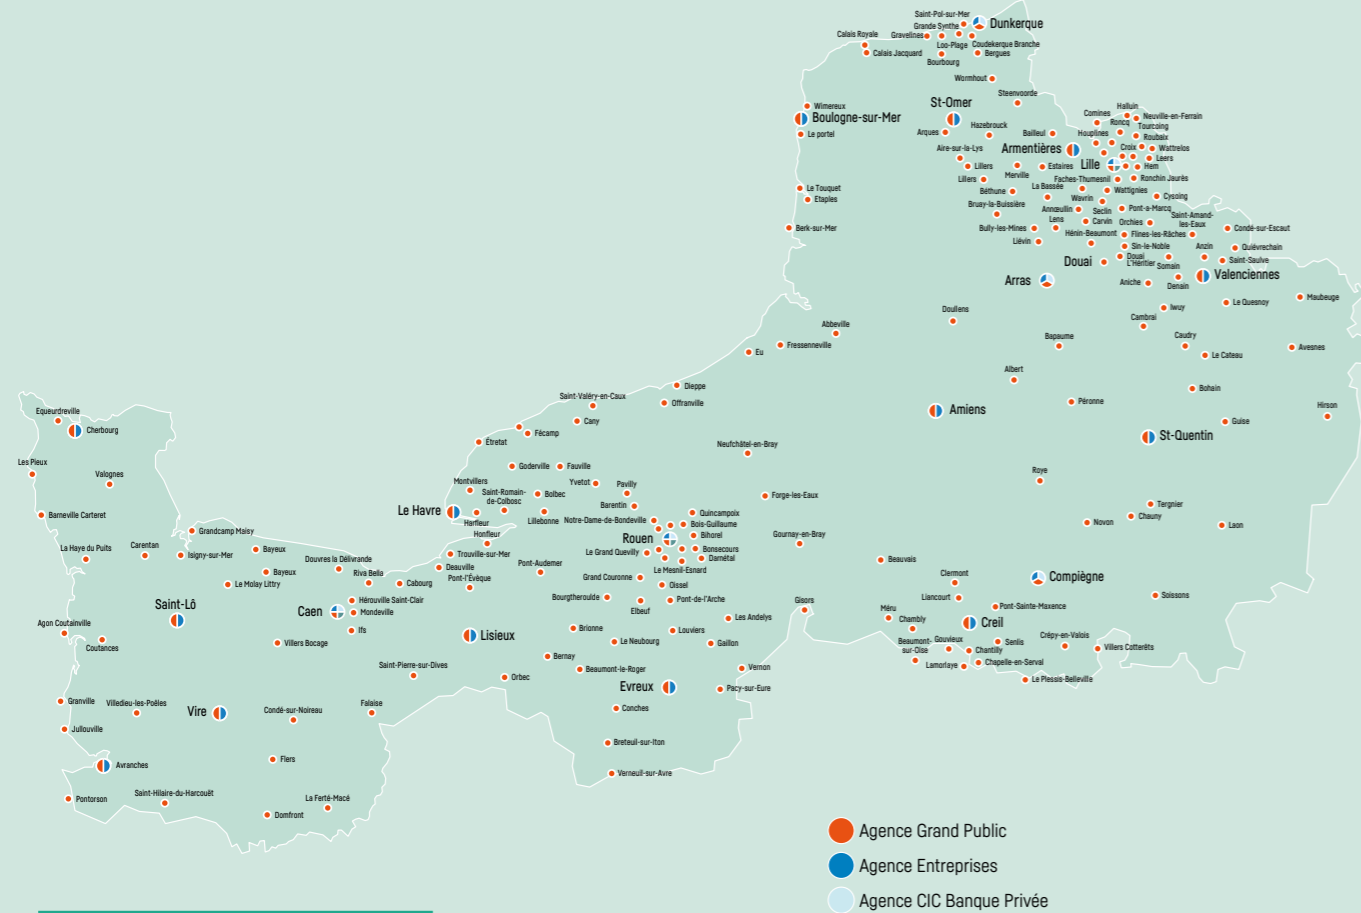 Saint-Pol-sur-Mer
Grande Synthe
Dunkerque
Calais Royale
Gravelines
Loo-Plage
Coudekerque Branche
Calais Jacquard
Bergues
Bourbourg
Wormhout
Steenvoorde
Wimereux
St-Omer
Halluin
Comines
Neuville-en-Ferrain
Boulogne-sur-Mer
Roncq
Tourcoing
Hazebrouck
Arques
Bailleul
Houplines
Roubaix
Le portel
Armentières
Croix
Wattrelos
Aire-sur-la-Lys
Leers
Lille
Lillers
Merville
Estaires
Hem
Lillers
Faches-Thumesnil
Ronchin Jaurès
Le Touquet
La Bassée
Béthune
Wattignies
Etaples
Wavrin
Cysoing
Bruay-la-Buissière
Annœullin
Seclin
Pont-a-Marcq
Saint-Amand-
les-Eaux
Lens
Carvin
Orchies
Berk-sur-Mer
Bully-les-Mines
Hénin-Beaumont
Flines-les-Râches
Condé-sur-Escaut
Liévin
Sin-le-Noble
Anzin
Quièvrechain
Douai
Douai
L'Héritier
Somain
Saint-Saulve
Arras
Aniche
Denain
Valenciennes
Maubeuge
Le Quesnoy
Iwuy
Doullens
Cambrai
Abbeville
Bapaume
Caudry
Fressenneville
Avesnes
Eu
Le Cateau
Albert
Dieppe
Bohain
Saint-Valéry-en-Caux
Offranville
Péronne
Equeurdreville
Amiens
Hirson
Cany
Guise
Cherbourg
Fécamp
St-Quentin
Étretat
Neufchâtel-en-Bray
Les Pieux
Goderville
Fauville
Valognes
Montvillers
Yvetot
Pavilly
Roye
Saint-Romain-
de-Colbosc
Bolbec
Forge-les-Eaux
Barentin
Tergnier
Le Havre
Barneville Carteret
Harfleur
Lillebonne
Quincampoix
Chauny
Notre-Dame-de-Bondeville
Novon
Laon
Grandcamp Maisy
Bois-Guillaume
Honfleur
Rouen
Bihorel
Gournay-en-Bray
La Haye du Puits
Carentan
Isigny-sur-Mer
Bayeux
Trouville-sur-Mer
Le Grand Quevilly
Bonsecours
Darnétal
Beauvais
Douvres la Délivrande
Deauville
Pont-Audemer
Le Mesnil-Esnard
Bayeux
Riva Bella
Clermont
Compiègne
Le Molay Littry
Cabourg
Pont-l'Évêque
Grand Couronne
Oissel
Bourgtheroulde
Liancourt
Soissons
Hérouville Saint-Clair
Elbeuf
Pont-de-l'Arche
Gisors
Pont-Sainte-Maxance
Saint-Lô
Caen
Mondeville
Méru
Les Andelys
Agon Coutainville
Chambly
Creil
Ifs
Brionne
Louviers
Coutances
Lisieux
Le Neubourg
Gaillon
Beaumont-
sur-Oise
Gouvieux
Senlis
Crépy-en-Valois
Villers Bocage
Chantilly
Villers Cotterêts
Bernay
Saint-Pierre-sur-Dives
Beaumont-le-Roger
Vernon
Lamorlaye
Chapelle-en-Serval
Orbec
Le Plessis-Belleville
Evreux
Pacy-sur-Eure
Granville
Villedieu-les-Poêles
Vire
Condé-sur-Noireau
Falaise
Conches
Jullouville
Breteuil-sur-Iton
Flers
Avranches
Verneuil-sur-Avre
Pontorson
Saint-Hilaire-du-Harcouët
La Ferté-Macé
Domfront
Agence Grand Public
Agence Entreprises
Agence CIC Banque Privée